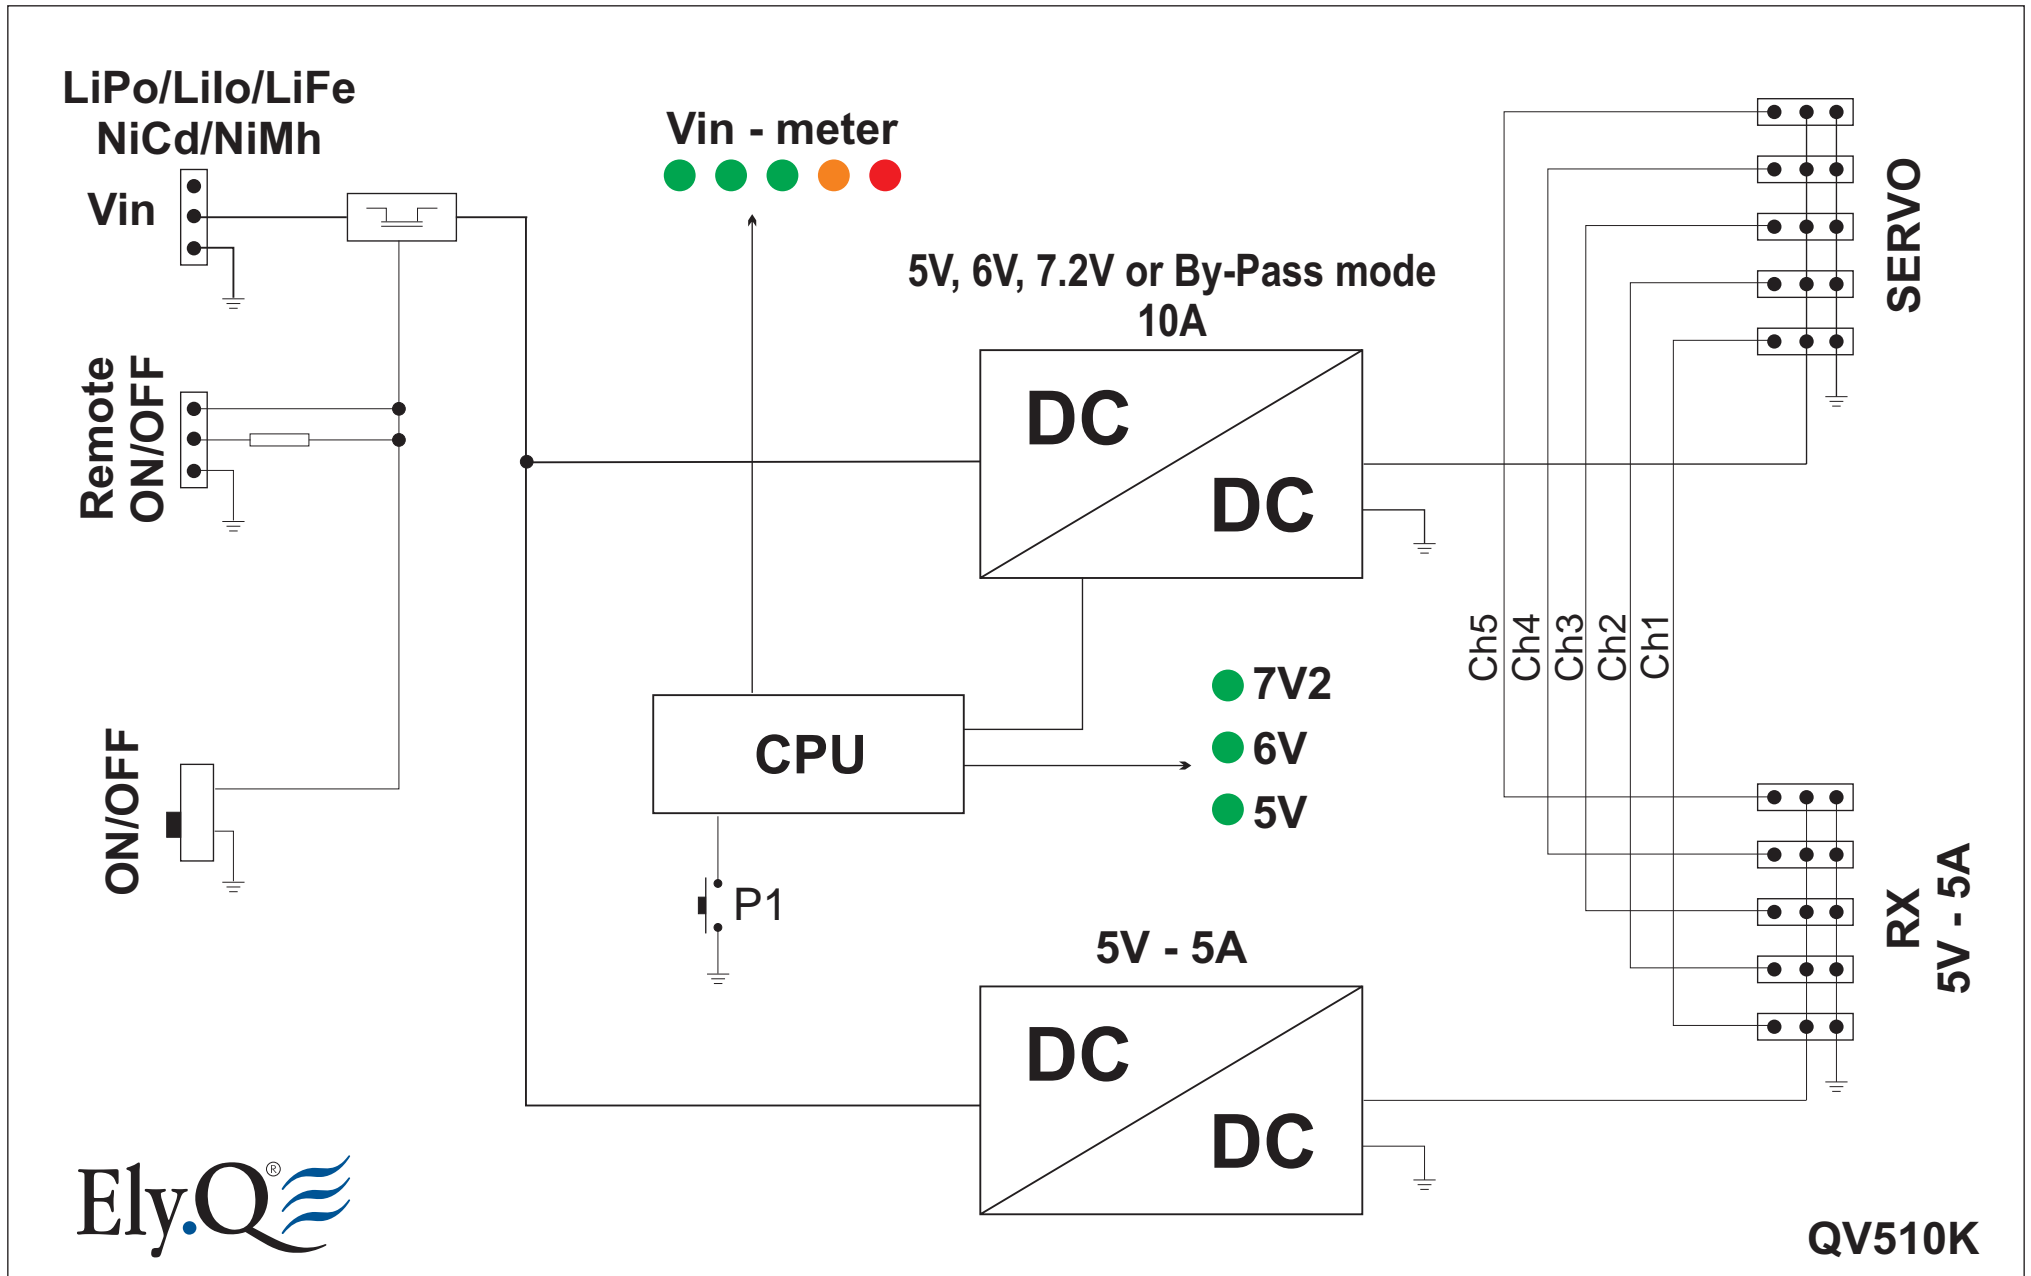 LiPo/LiIo/LiFe
NiCd/NiMh
Vin
Vin - meter
5V, 6V, 7.2V or By-Pass mode
10A
DC
DC
SERVO
Remote
ON/OFF
Ch5
Ch4
Ch3
Ch2
Ch1
7V2
6V
5V
CPU
ON/OFF
P1
5V - 5A
DC
DC
RX
5V - 5A
Ely.Q®
QV510K